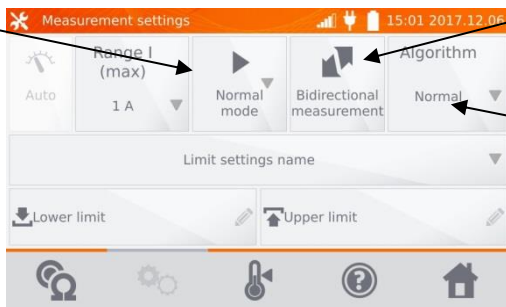 Measurement settings 15:01 2017.12.06
Auto
Range I
(max)
1 A
Normal
mode
Bidirectional
measurement
Algorithm
Normal
Limit settings name
Lower limit
Upper limit
Ω
?